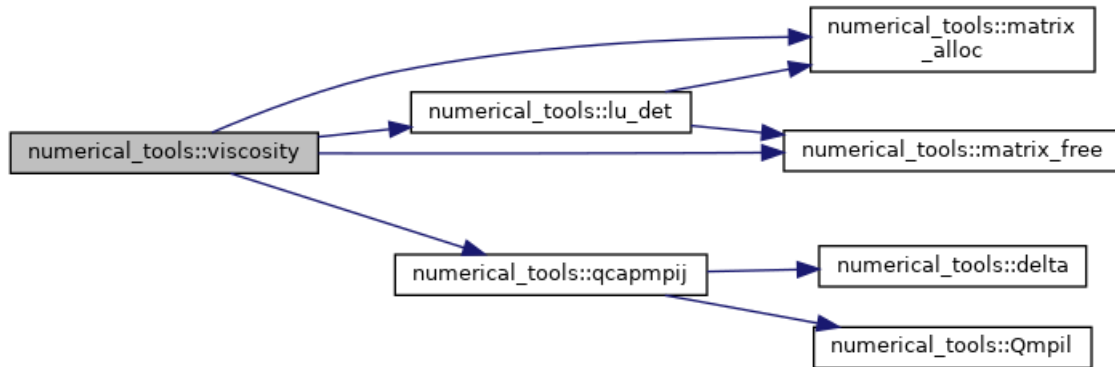 numerical_tools::matrix
_alloc
numerical_tools::lu_det
numerical_tools::viscosity
numerical_tools::matrix_free
numerical_tools::qcapmpij
numerical_tools::delta
numerical_tools::Qmpil